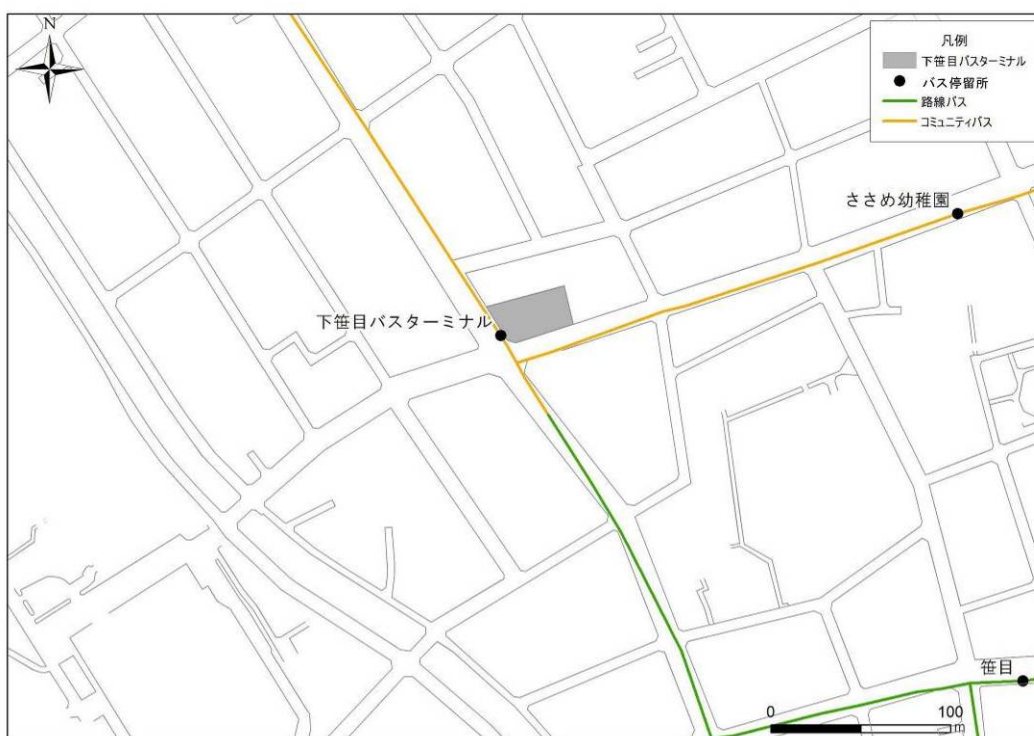 N
凡例
下笹目バスターミナル
バス停留所
路線バス
コミュニティバス
ささめ幼稚園
下笹目バスターミナル
笹目
0 100
m